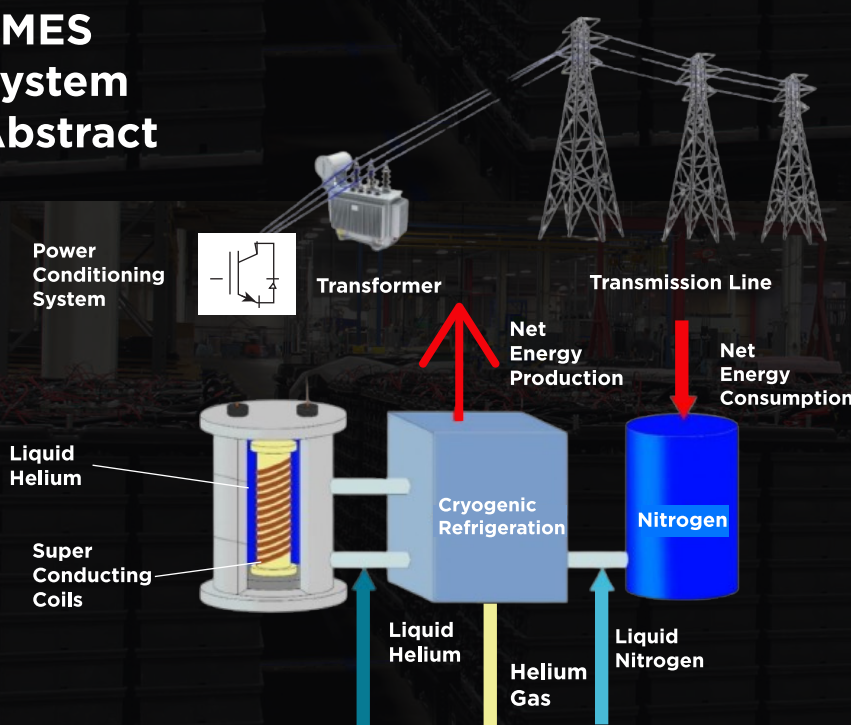 MES
ystem
Abstract
Power
Conditioning
System
Transformer
Transmission Line
Net
Energy
Production
Net
Energy
Consumption
Liquid
Helium
Cryogenic
Refrigeration
Nitrogen
Super
Conducting
Coils
Liquid
Helium
Helium
Gas
Liquid
Nitrogen